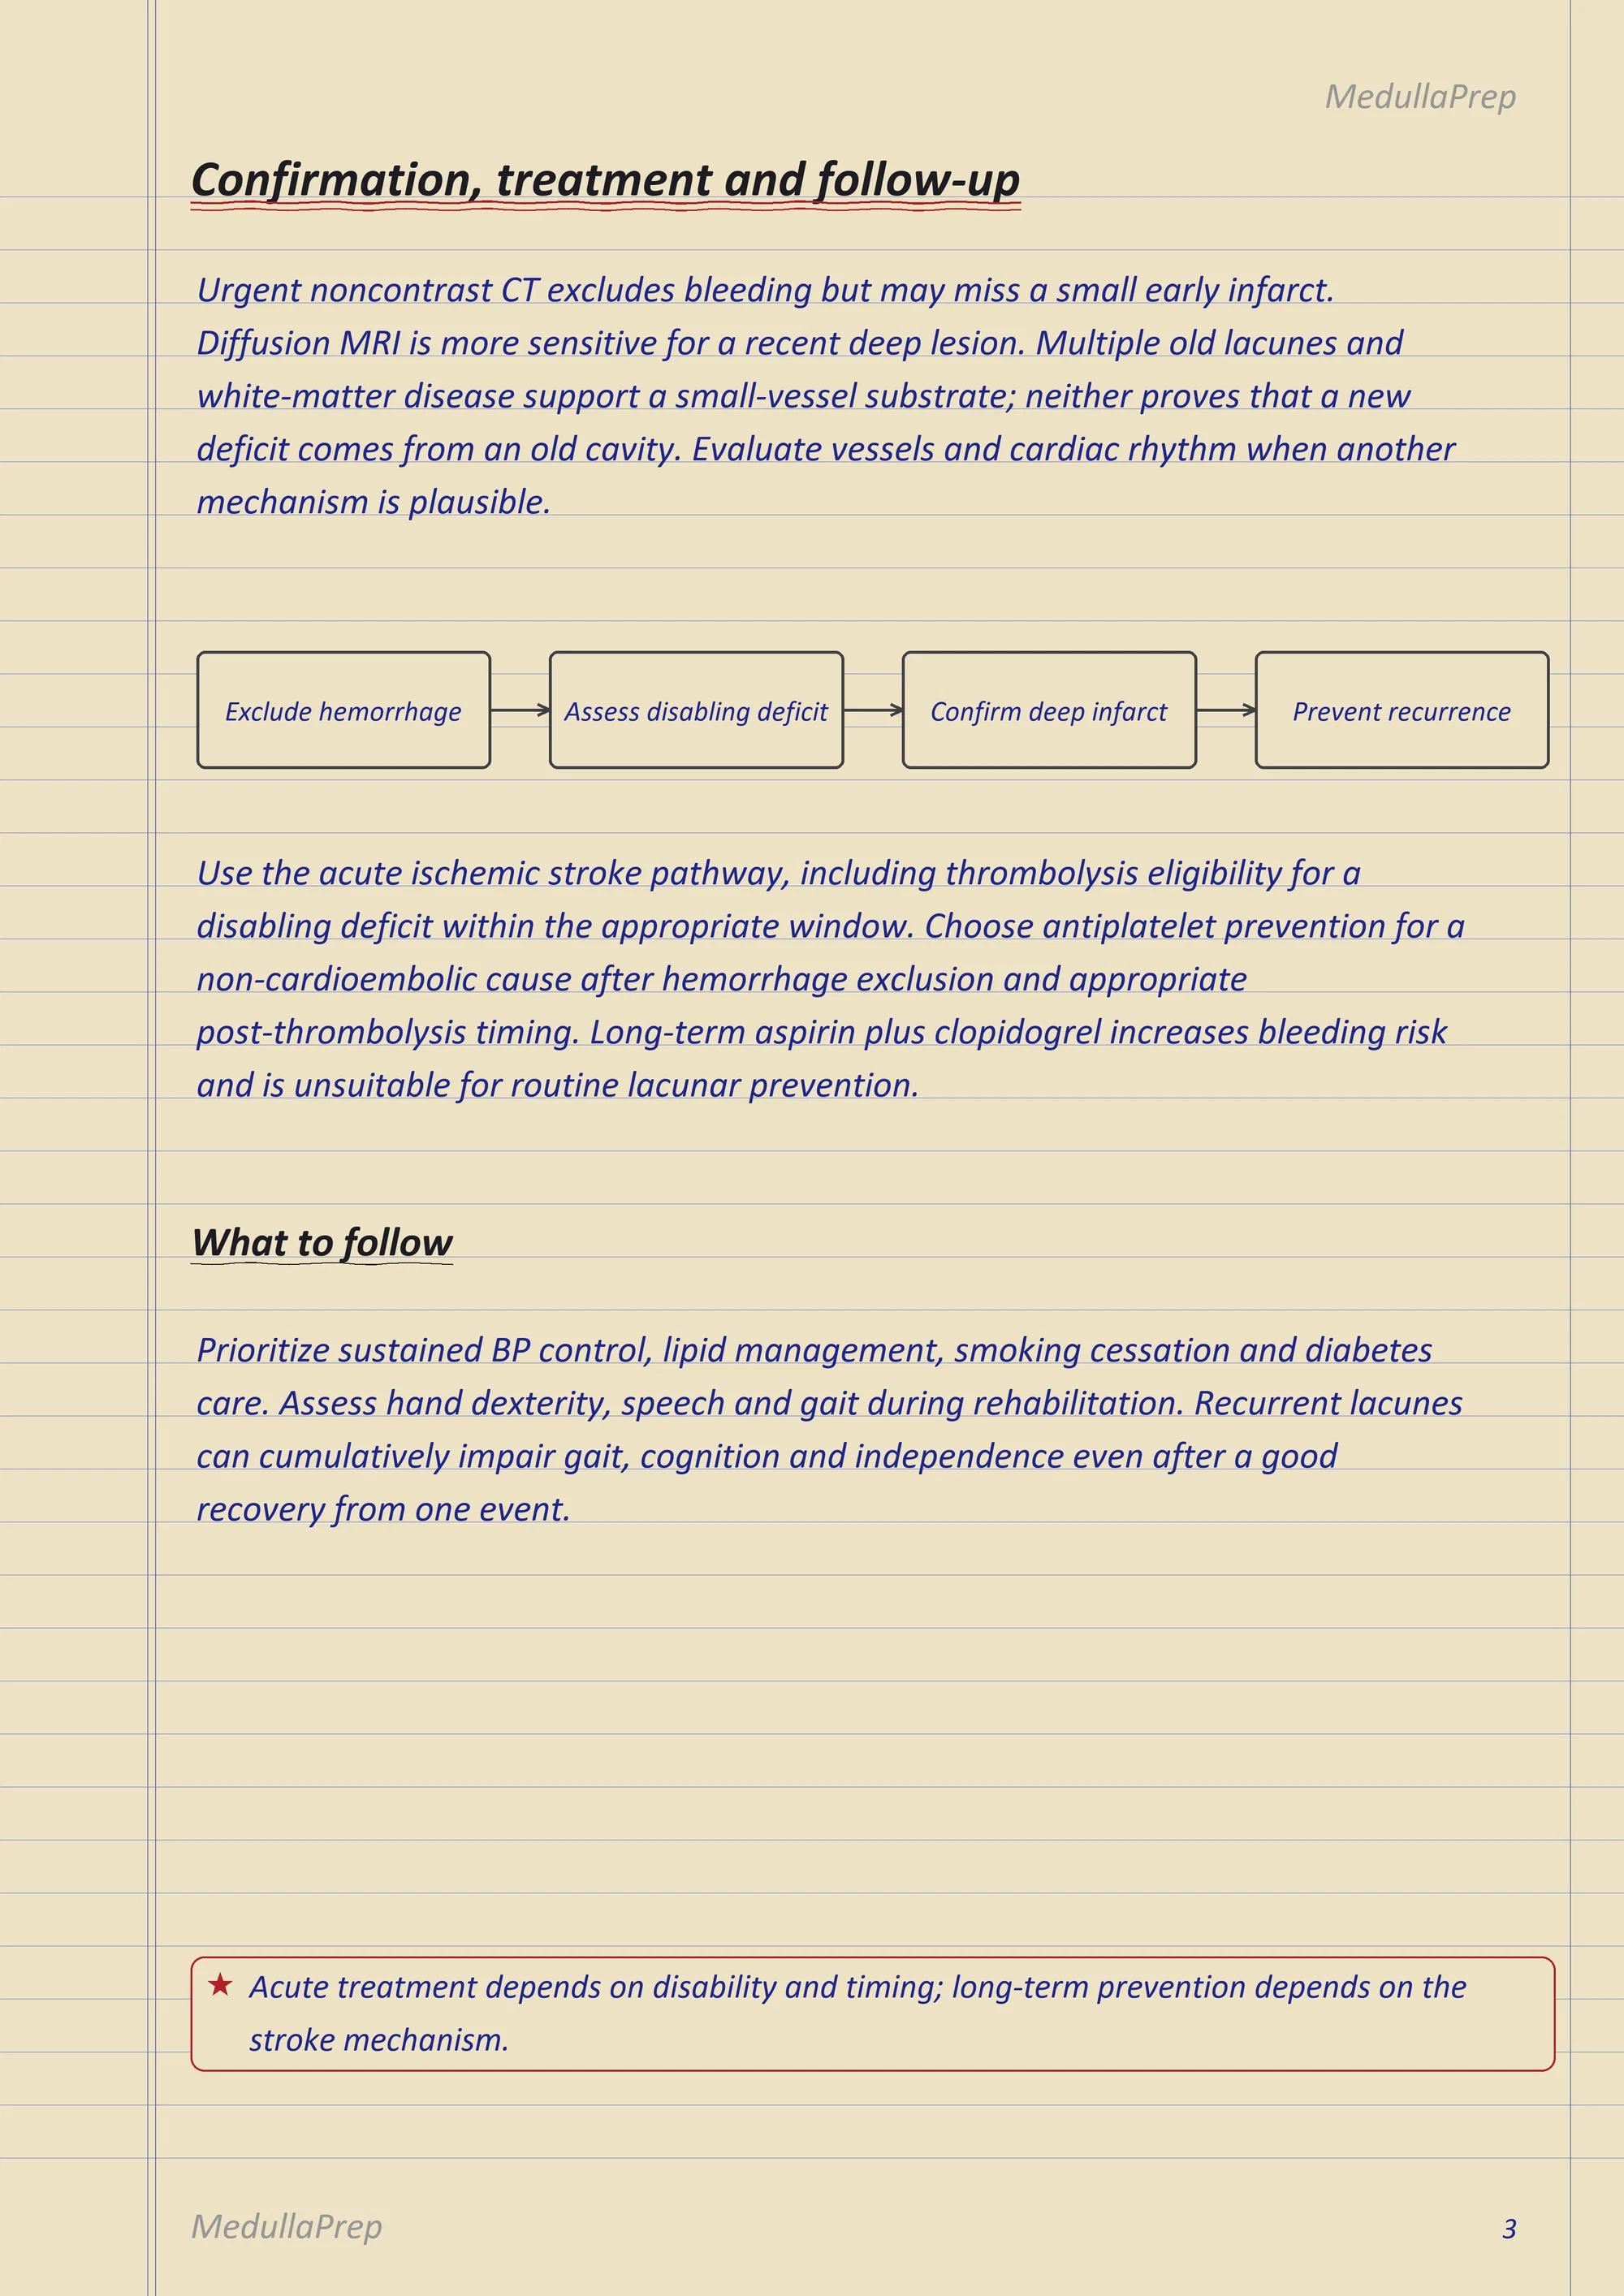 MedullaPrep
Confirmation, treatment and follow-up
Urgent noncontrast CT excludes bleeding but may miss a small early infarct.
Diffusion MRI is more sensitive for a recent deep lesion. Multiple old lacunes and
white-matter disease support a small-vessel substrate; neither proves that a new
deficit comes from an old cavity. Evaluate vessels and cardiac rhythm when another
mechanism is plausible.
Exclude hemorrhage
Assess disabling deficit
Confirm deep infarct
Prevent recurrence
Use the acute ischemic stroke pathway, including thrombolysis eligibility for a
disabling deficit within the appropriate window. Choose antiplatelet prevention for a
non-cardioembolic cause after hemorrhage exclusion and appropriate
post-thrombolysis timing. Long-term aspirin plus clopidogrel increases bleeding risk
and is unsuitable for routine lacunar prevention.
What to follow
Prioritize sustained BP control, lipid management, smoking cessation and diabetes
care. Assess hand dexterity, speech and gait during rehabilitation. Recurrent lacunes
can cumulatively impair gait, cognition and independence even after a good
recovery from one event.
★ Acute treatment depends on disability and timing; long-term prevention depends on the
stroke mechanism.
MedullaPrep
3